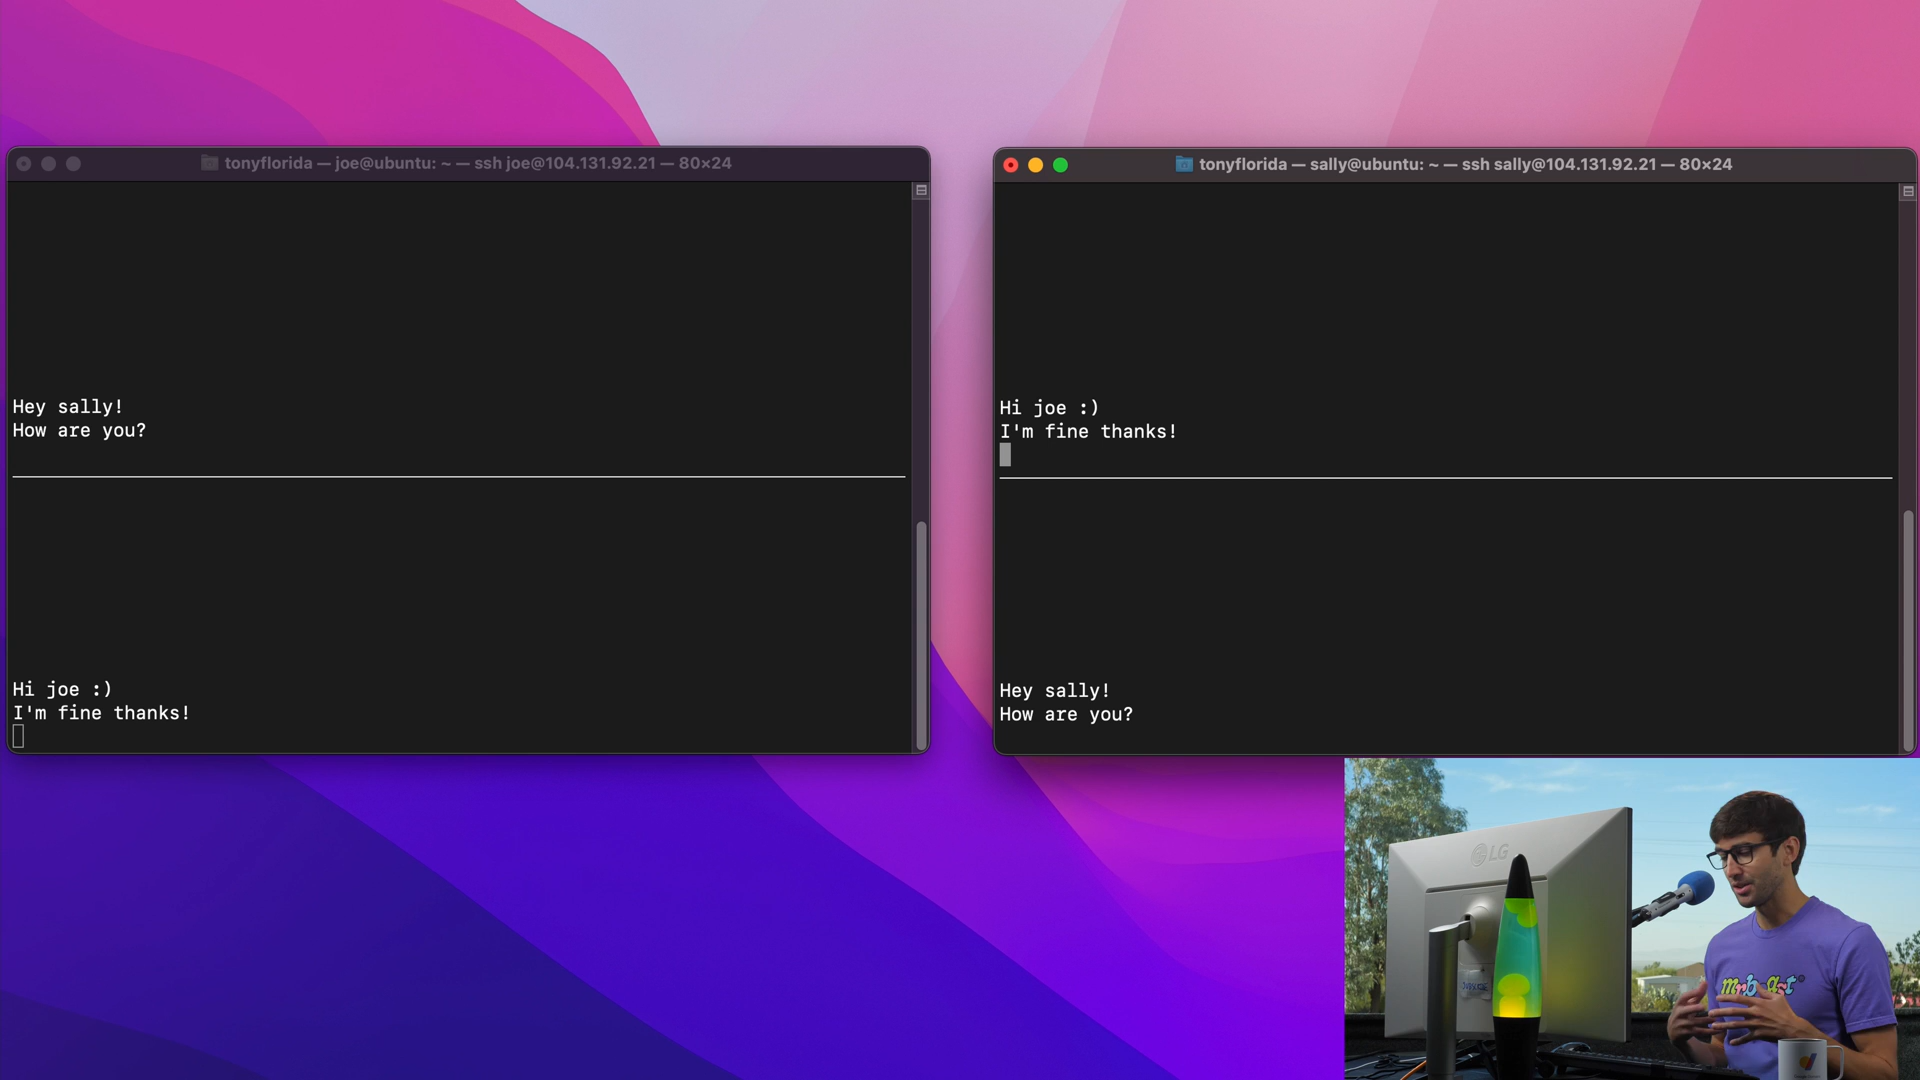 tonyflorida — joe@ubuntu: ~ — ssh joe@104.131.92.21 — 80×24
Hey sally!
How are you?
Hi joe :)
I'm fine thanks!
tonyflorida — sally@ubuntu: ~ — ssh sally@104.131.92.21 — 80×24
Hi joe :)
I'm fine thanks!
Hey sally!
How are you?
LG